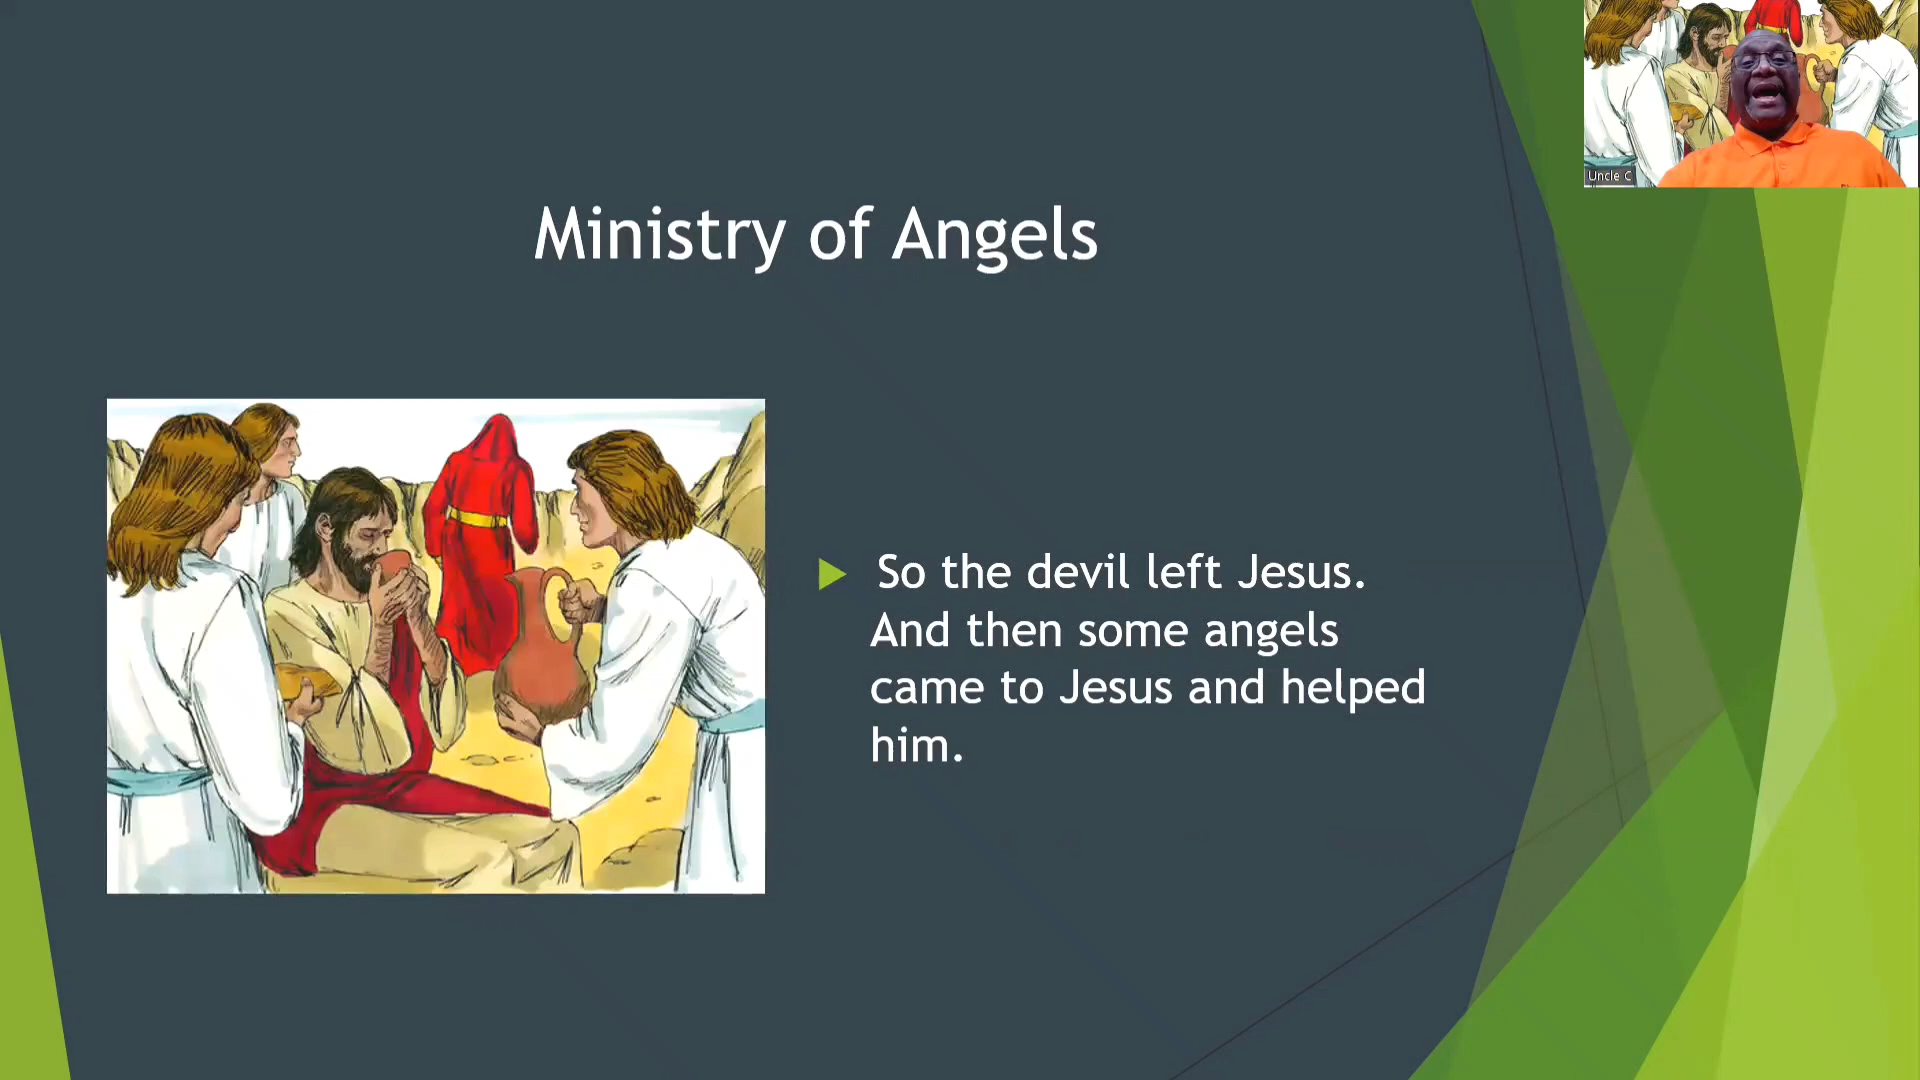 Uncle C
Ministry of Angels
So the devil left Jesus.
And then some angels
came to Jesus and helped
him.